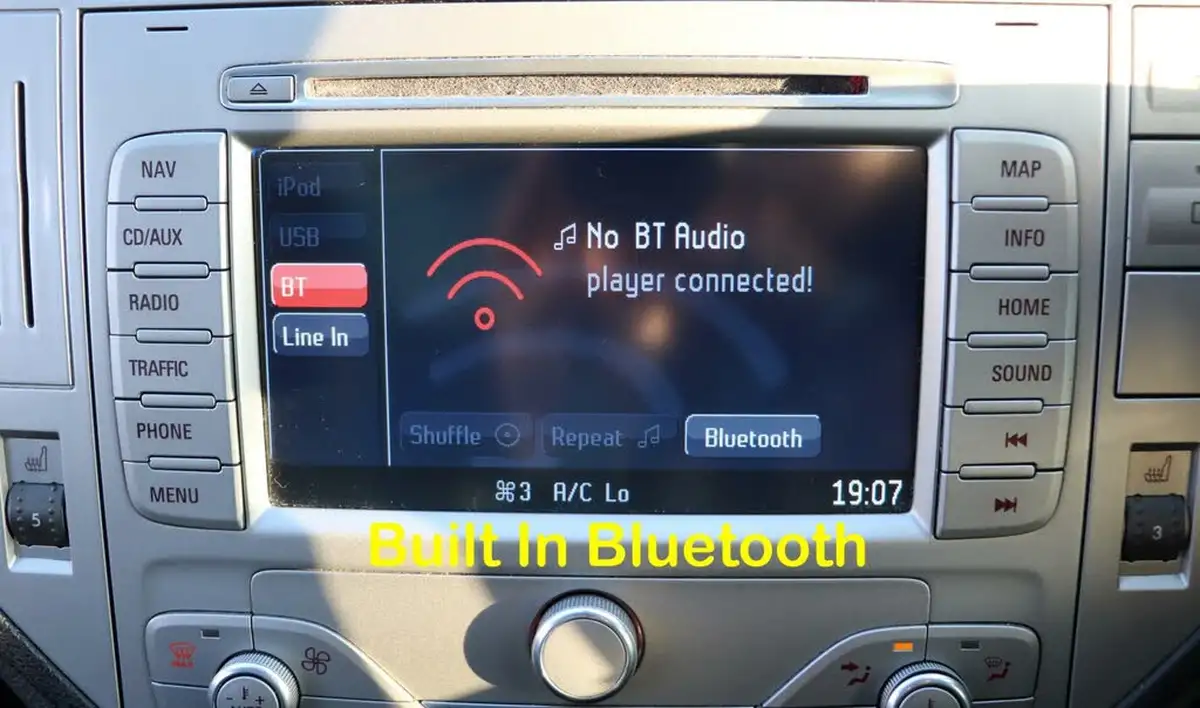 NAV
CD/AUX
RADIO
TRAFFIC
PHONE
MENU
iPod
USB
BT
Line In
No BT Audio
player connected!
Shuffle
Repeat
Bluetooth
3 A/C Lo
19:07
MAP
INFO
HOME
SOUND
Built In Bluetooth
5
3
MAX
- +